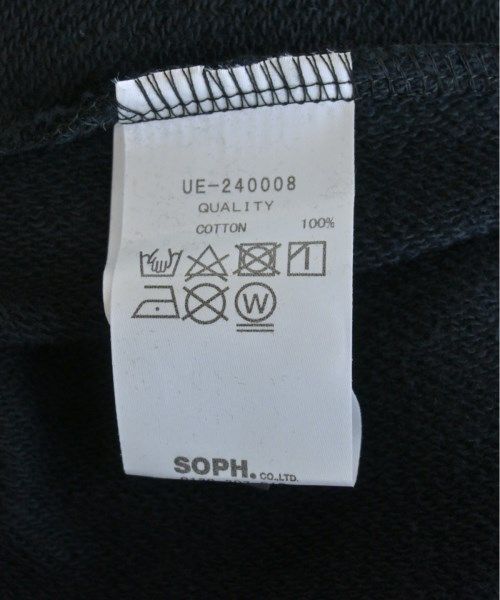 UE-240008
QUALITY
COTTON 100%
W
SOPH. CO.,LTD.